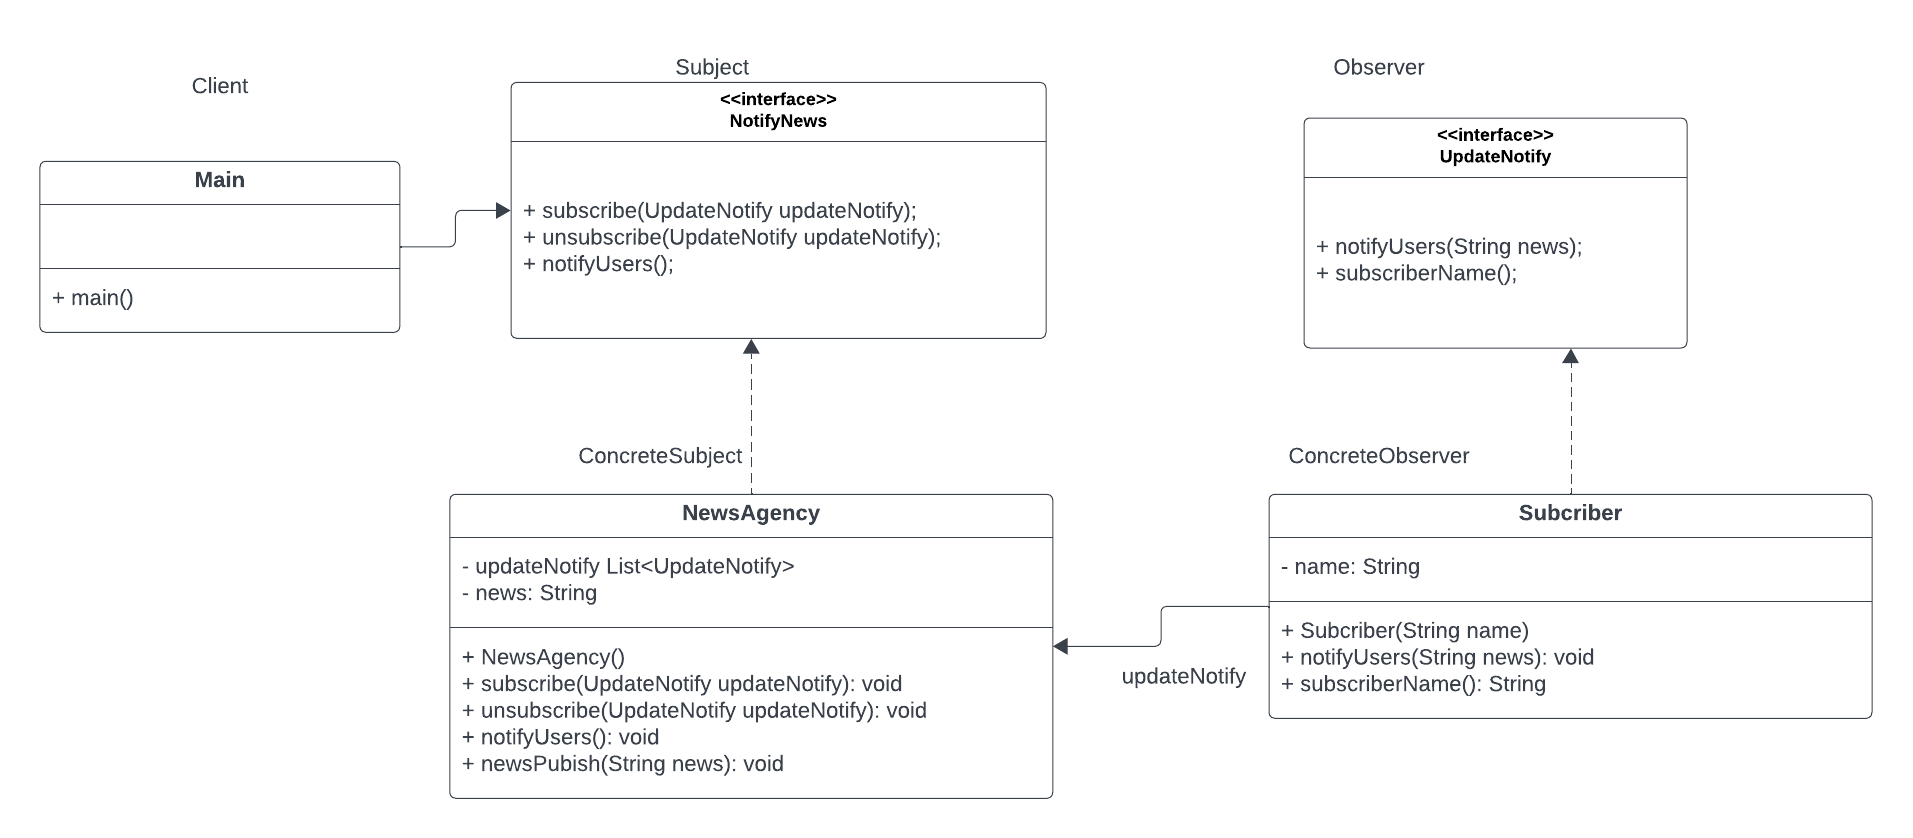 Client
Subject
Observer
<<interface>>
NotifyNews
+ subscribe(UpdateNotify updateNotify);
+ unsubscribe(UpdateNotify updateNotify);
+ notifyUsers();
<<interface>>
UpdateNotify
+ notifyUsers(String news);
+ subscriberName();
Main
+ main()
ConcreteSubject
ConcreteObserver
NewsAgency
- updateNotify List<UpdateNotify>
- news: String
+ NewsAgency()
+ subscribe(UpdateNotify updateNotify): void
+ unsubscribe(UpdateNotify updateNotify): void
+ notifyUsers(): void
+ newsPubish(String news): void
updateNotify
Subcriber
- name: String
+ Subcriber(String name)
+ notifyUsers(String news): void
+ subscriberName(): String